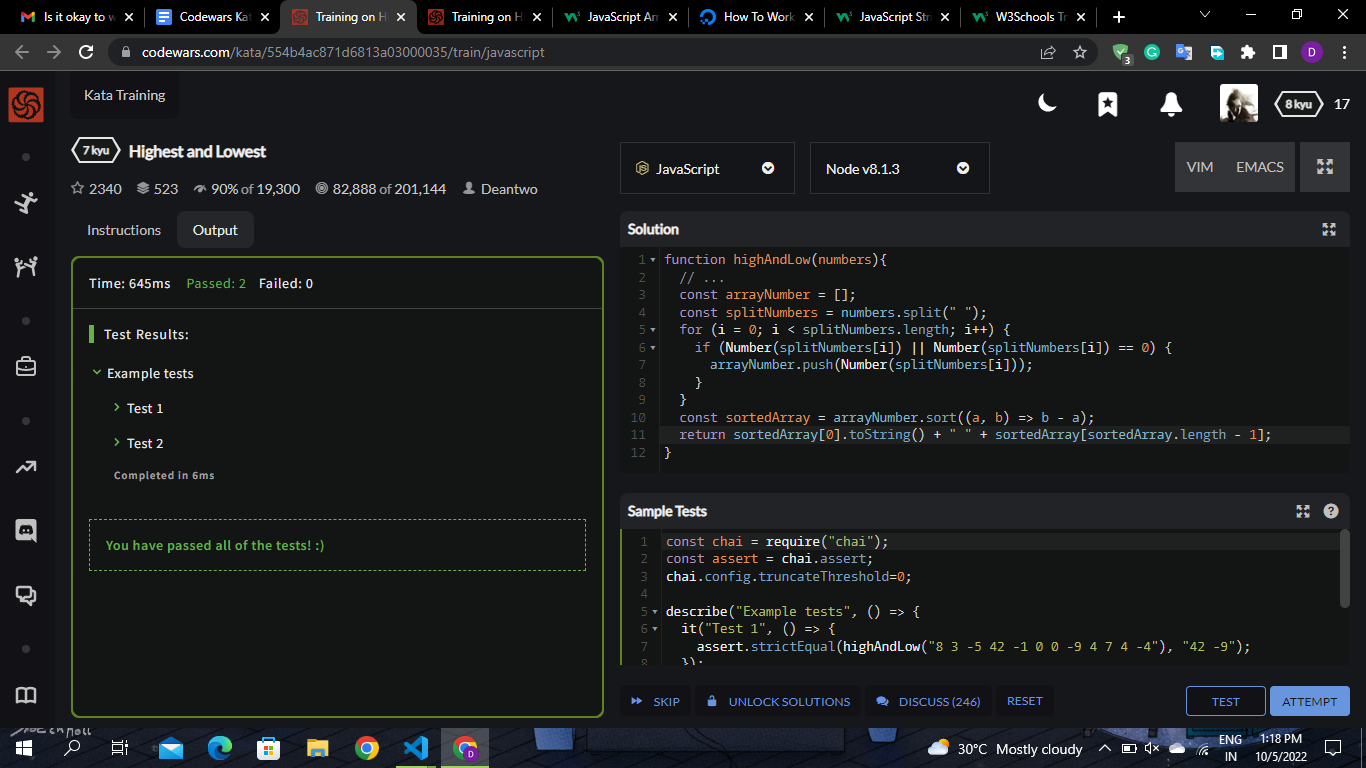 Is it okay to w
Codewars Kat
Training on H
Training on H
JavaScript Arr
How To Work
JavaScript Str
W3Schools Tr
codewars.com/kata/554b4ac871d6813a03000035/train/javascript
3
D
Kata Training
8 kyu
17
7 kyu
Highest and Lowest
2340
523
90% of 19,300
82,888 of 201,144
Deantwo
JavaScript
Node v8.1.3
VIM
EMACS
Instructions
Output
Time: 645ms Passed: 2 Failed: 0
Test Results:
Example tests
Test 1
Test 2
Completed in 6ms
You have passed all of the tests! :)
Solution
1 function highAndLow(numbers){
2 // ...
3 const arrayNumber = [];
4 const splitNumbers = numbers.split(" ");
5 for (i = 0; i < splitNumbers.length; i++) {
6 if (Number(splitNumbers[i]) || Number(splitNumbers[i]) == 0) {
7 arrayNumber.push(Number(splitNumbers[i]));
8 }
9 }
10 const sortedArray = arrayNumber.sort((a, b) => b - a);
11 return sortedArray[0].toString() + " " + sortedArray[sortedArray.length - 1];
12 }
Sample Tests
?
1 const chai = require("chai");
2 const assert = chai.assert;
3 chai.config.truncateThreshold=0;
4
5 describe("Example tests", () => {
6 it("Test 1", () => {
7 assert.strictEqual(highAndLow("8 3 -5 42 -1 0 0 -9 4 7 4 -4"), "42 -9");
8 });
SKIP
UNLOCK SOLUTIONS
DISCUSS (246)
RESET
TEST
ATTEMPT
D
30°C Mostly cloudy
ENG
IN
1:18 PM
10/5/2022